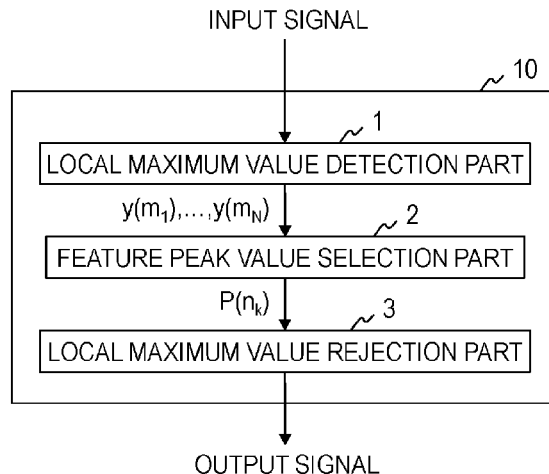 INPUT SIGNAL
10
1
LOCAL MAXIMUM VALUE DETECTION PART
y(m₁),...,y(m_N)
2
FEATURE PEAK VALUE SELECTION PART
P(nₖ)
3
LOCAL MAXIMUM VALUE REJECTION PART
OUTPUT SIGNAL